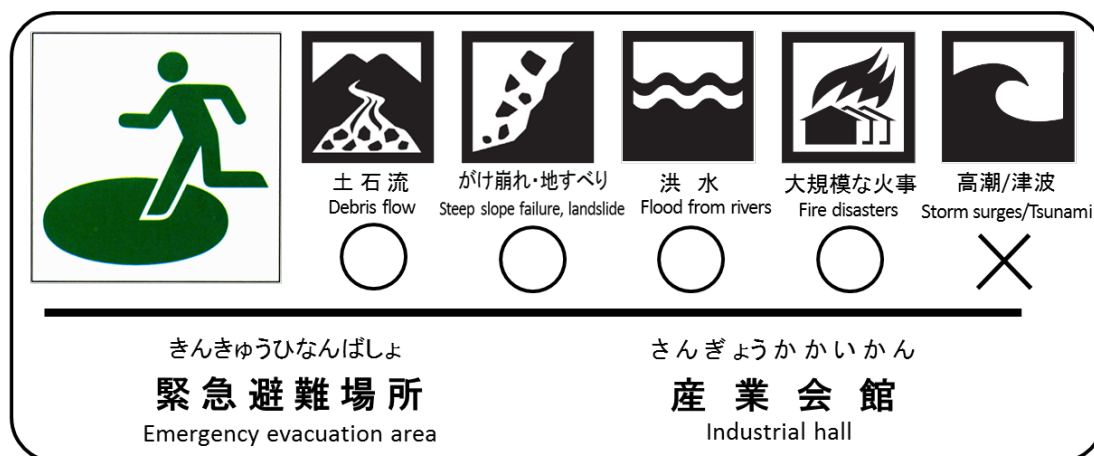 土石流
Debris flow
がけ崩れ・地すべり
Steep slope failure, landslide
洪水
Flood from rivers
大規模な火事
Fire disasters
高潮/津波
Storm surges/Tsunami
きんきゅうひなんばしょ
緊急避難場所
Emergency evacuation area
さんぎょうかかいかん
産業会館
Industrial hall